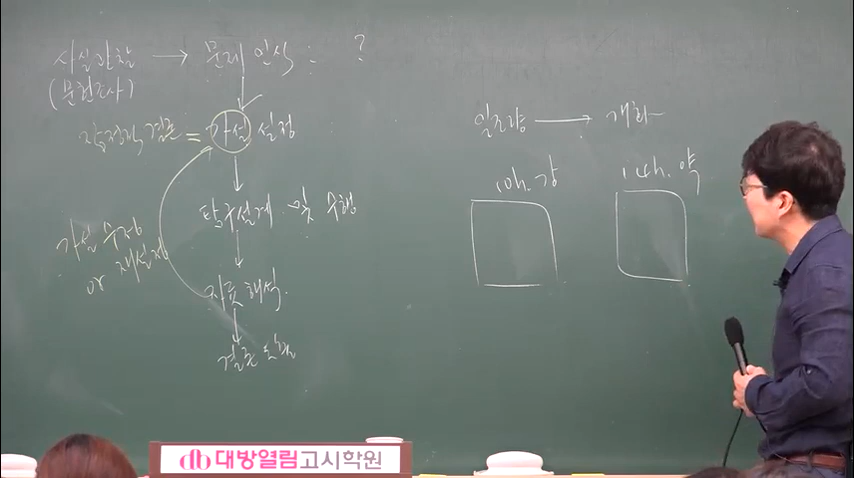 사실관찰 → 문제 인식 : ?
(문헌조사)
잠정적 결론 = 가설 설정
탐구설계 및 수행
가설 수정
or 재설정
자료 해석
결론 도출
일조량 → 개화
10h. 강
14h. 약
db 대방열림고시학원